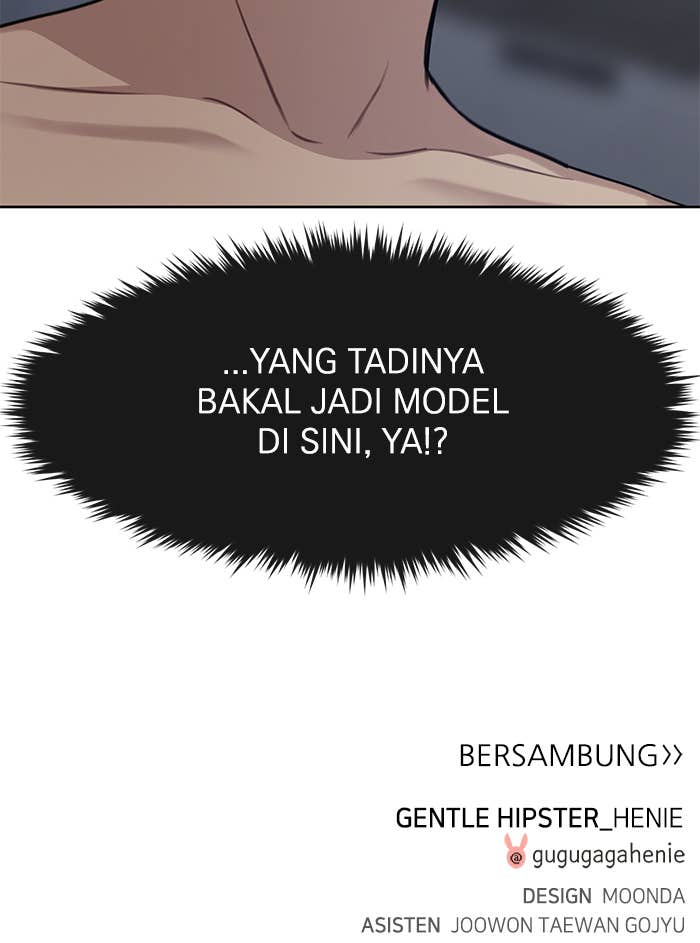 ...YANG TADINYA
BAKAL JADI MODEL
DI SINI, YA!?
BERSAMBUNG>>
GENTLE HIPSTER_HENIE
@ gugugagahenie
DESIGN MOONDA
ASISTEN JOOWON TAEWAN GOJYU